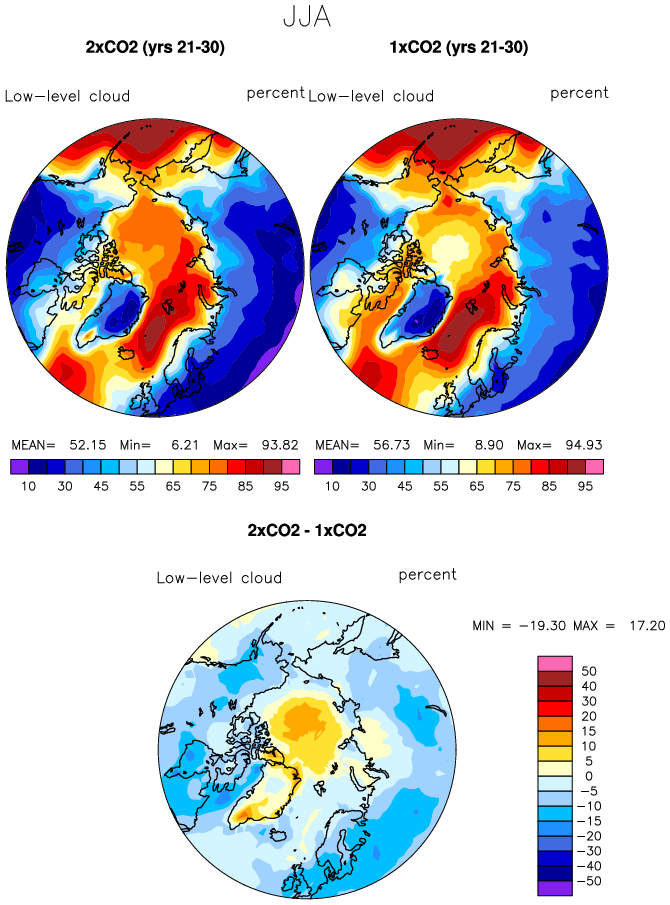 JJA
2xCO2 (yrs 21-30) 1xCO2 (yrs 21-30)
Low-level cloud percent Low-level cloud percent
MEAN= 52.15 Min= 6.21 Max= 93.82 MEAN= 56.73 Min= 8.90 Max= 94.93
10 30 45 55 65 75 85 95 10 30 45 55 65 75 85 95
2xCO2 - 1xCO2
Low-level cloud percent
MIN = -19.30 MAX = 17.20
50
40
30
20
15
10
5
0
-5
-10
-15
-20
-30
-40
-50